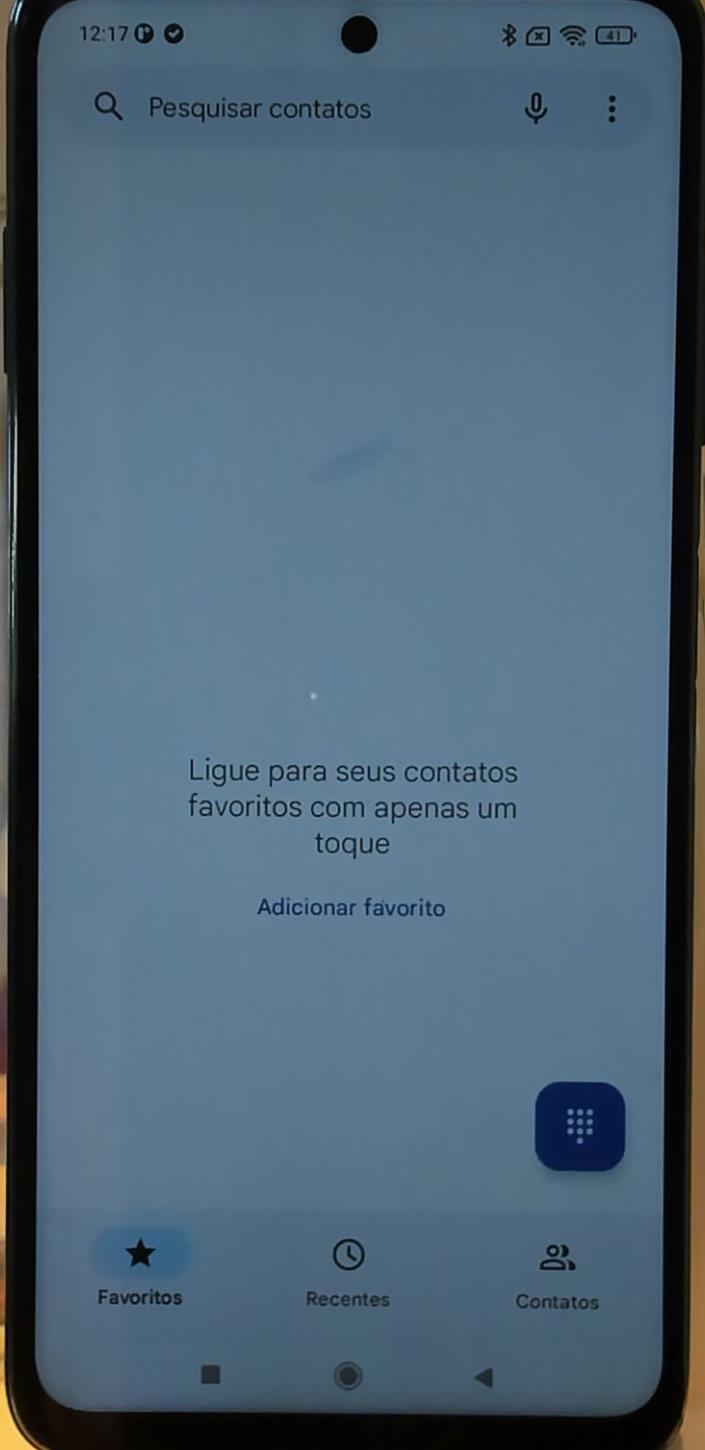 12:17
41
Pesquisar contatos
Ligue para seus contatos
favoritos com apenas um
toque
Adicionar favorito
Favoritos
Recentes
Contatos